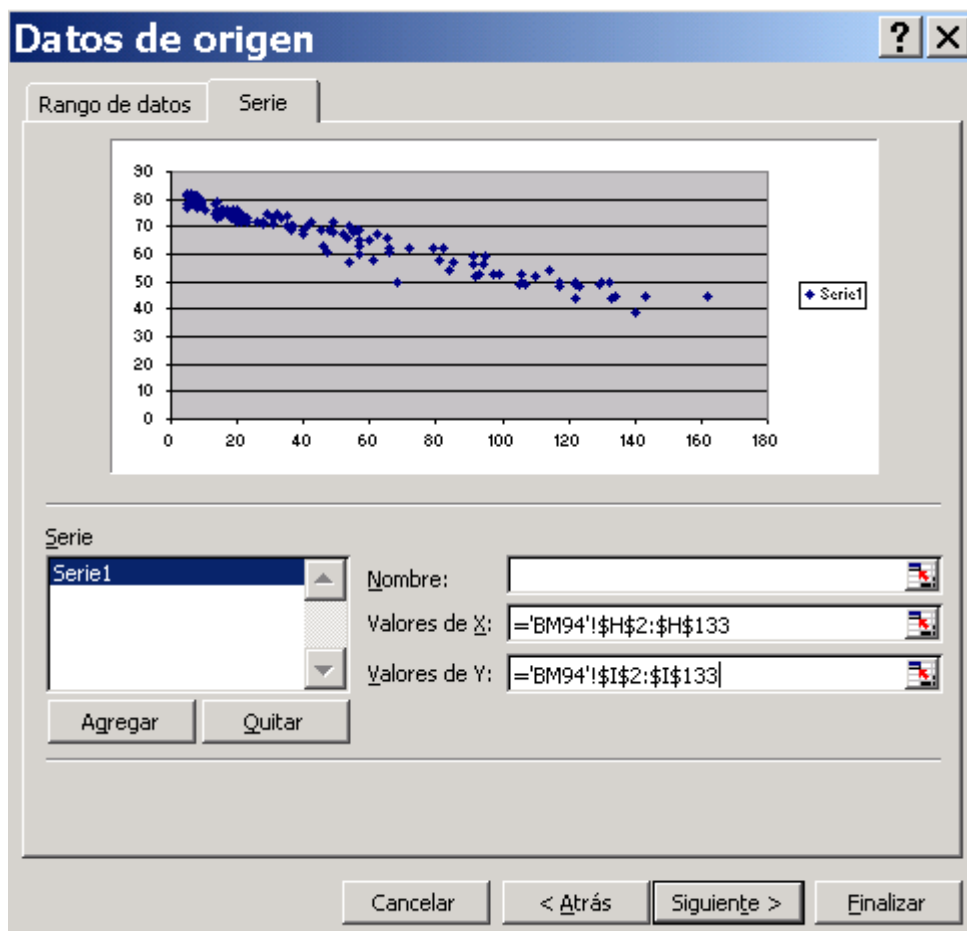 Datos de origen
Rango de datos Serie
90
80
70
60
50
40
30
20
10
0
0 20 40 60 80 100 120 140 160 180
Serie1
Serie
Serie1
Nombre:
Valores de X: ='BM94'!$H$2:$H$133
Valores de Y: ='BM94'!$I$2:$I$133
Agregar Quitar
Cancelar < Atrás Siguiente > Finalizar